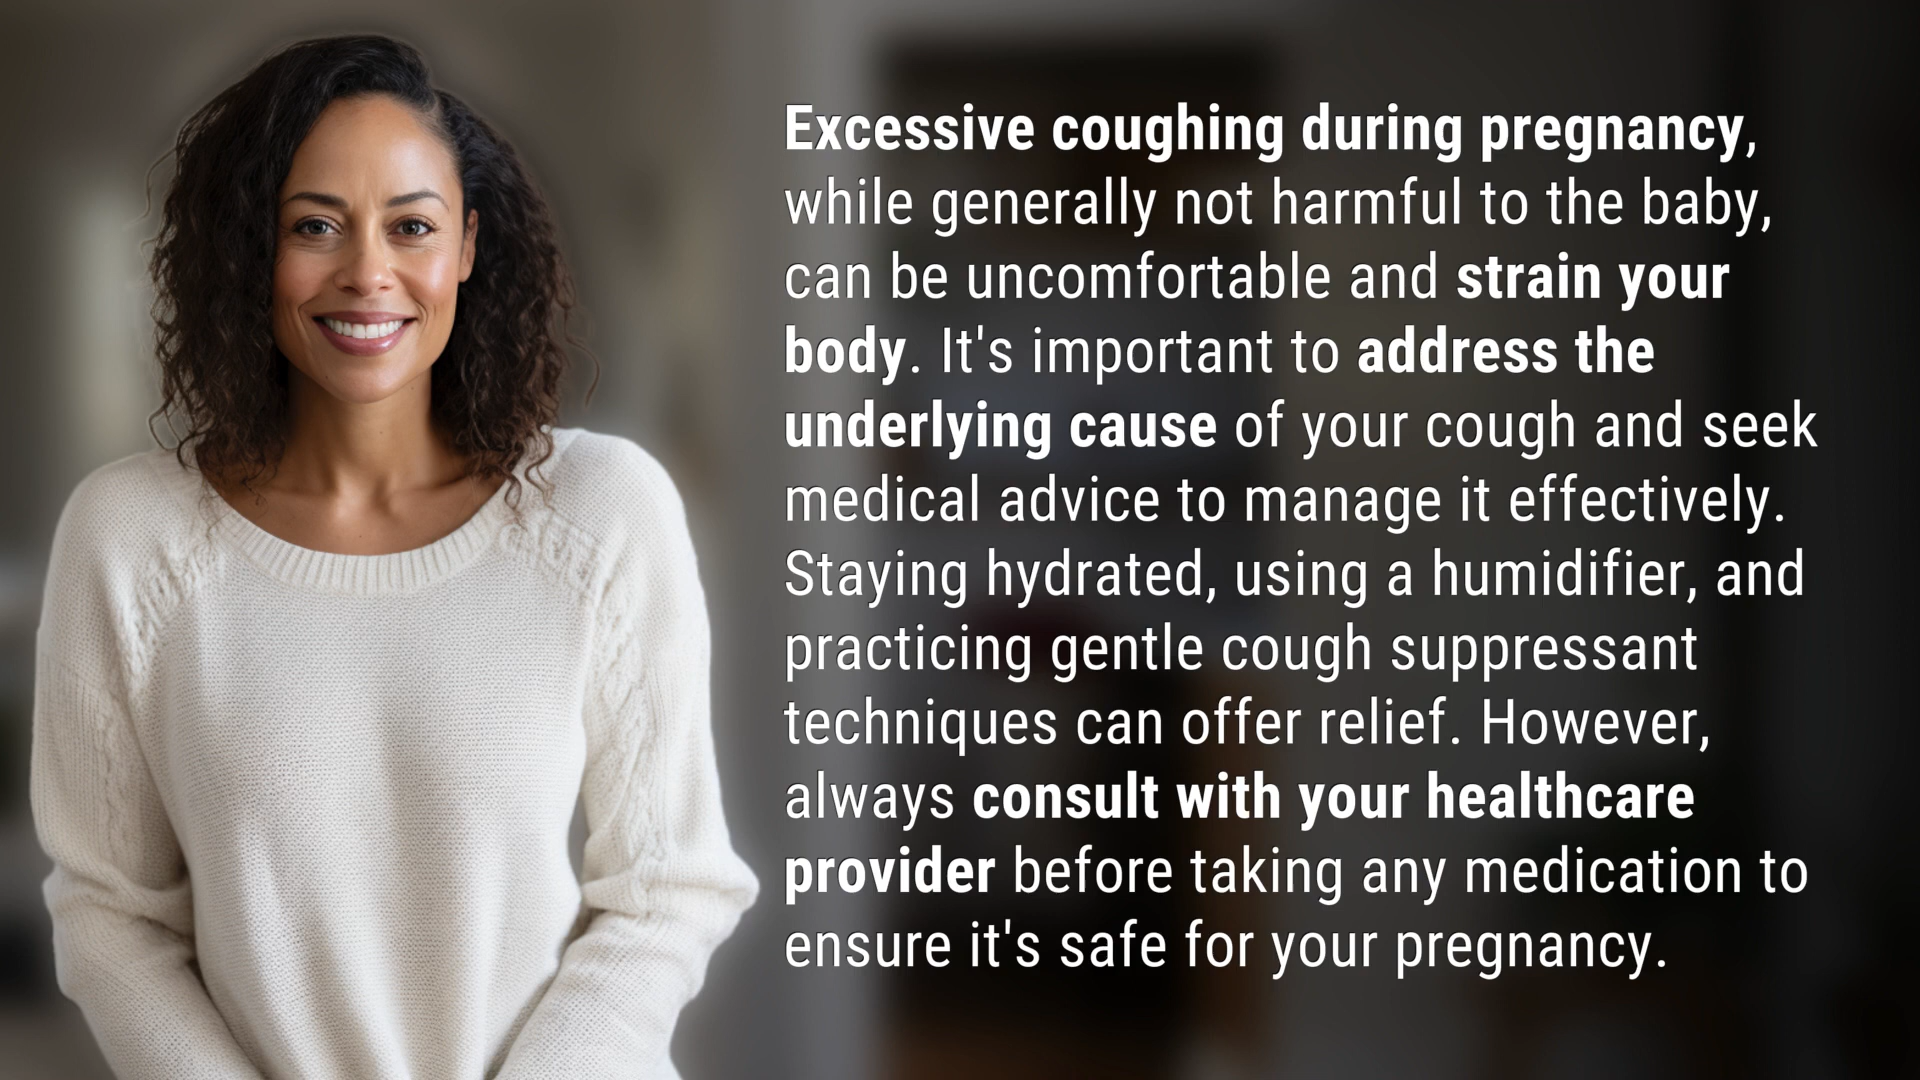 Excessive coughing during pregnancy,
while generally not harmful to the baby,
can be uncomfortable and strain your
body. It's important to address the
underlying cause of your cough and seek
medical advice to manage it effectively.
Staying hydrated, using a humidifier, and
practicing gentle cough suppressant
techniques can offer relief. However,
always consult with your healthcare
provider before taking any medication to
ensure it's safe for your pregnancy.